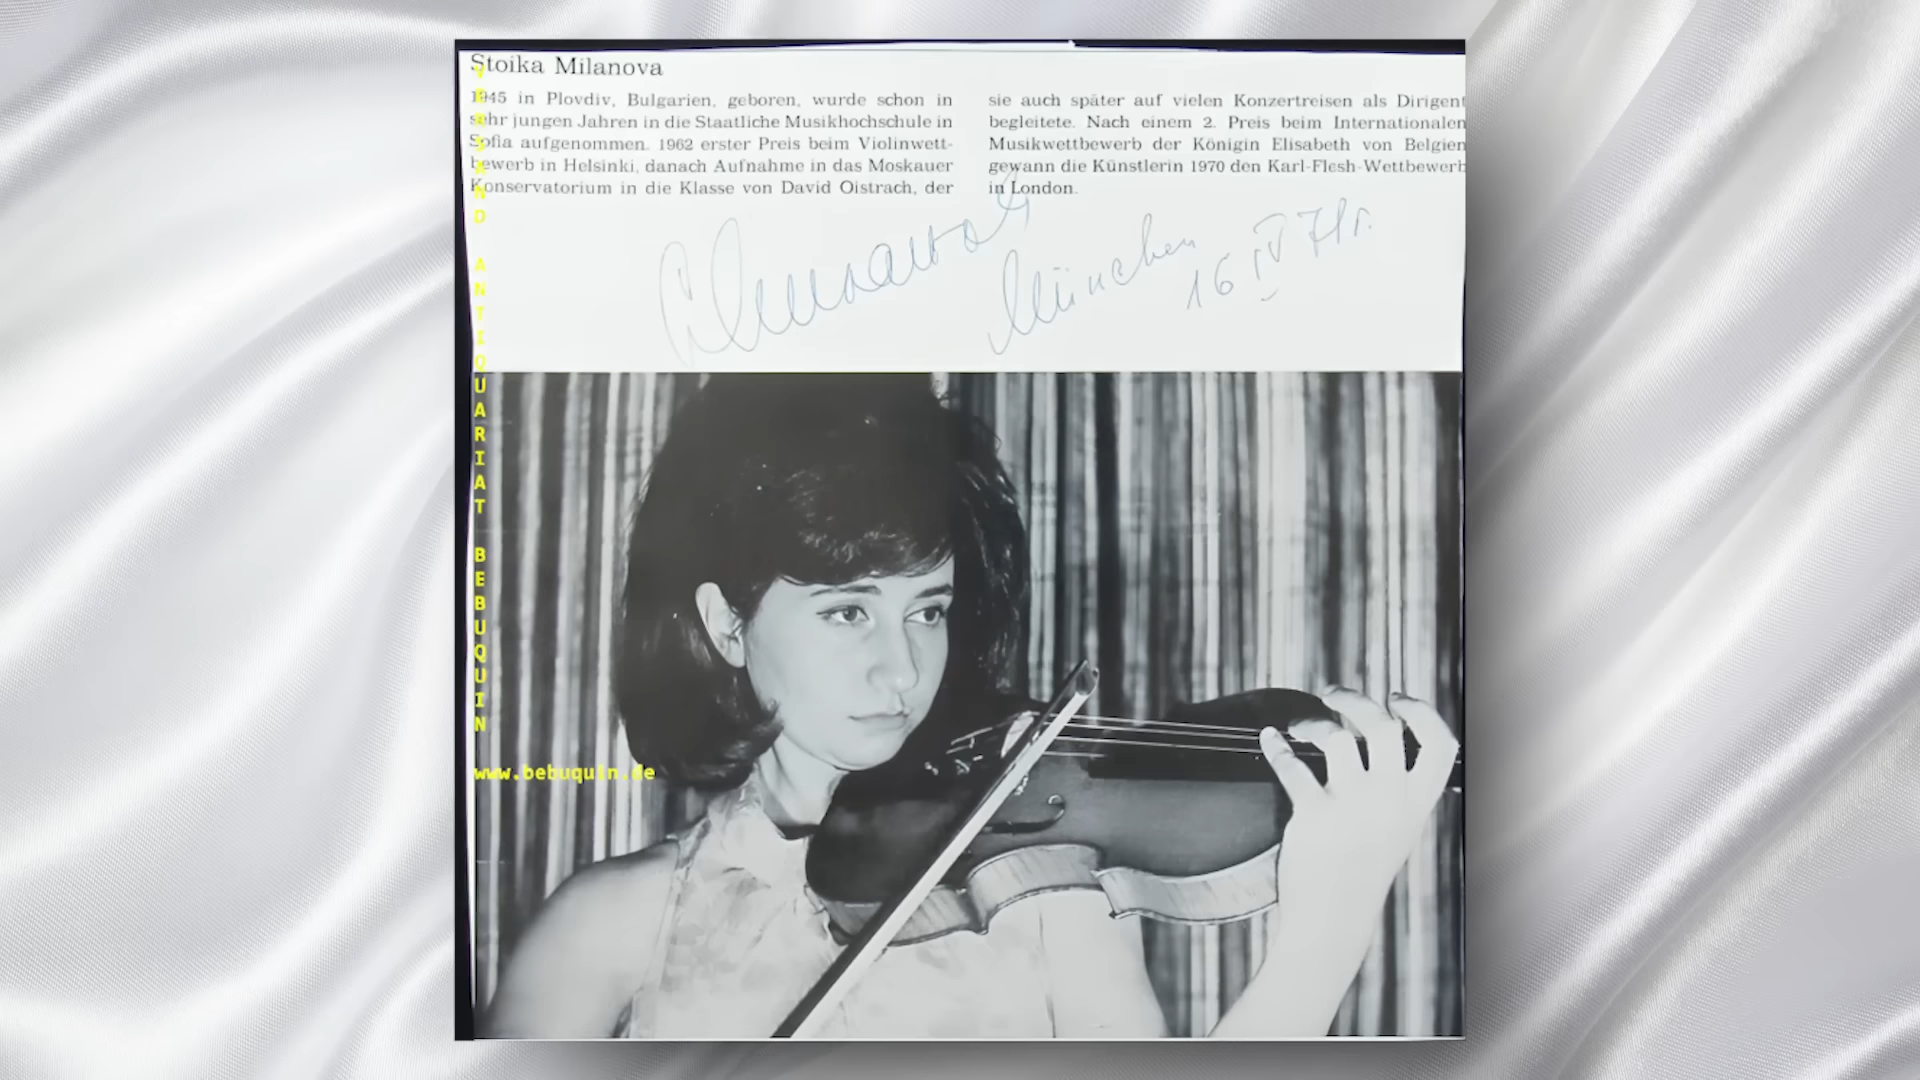 Stoika Milanova
1945 in Plovdiv, Bulgarien, geboren, wurde schon in
sehr jungen Jahren in die Staatliche Musikhochschule in
Sofia aufgenommen. 1962 erster Preis beim Violinwett-
bewerb in Helsinki, danach Aufnahme in das Moskauer
Konservatorium in die Klasse von David Oistrach, der
sie auch später auf vielen Konzertreisen als Dirigent
begleitete. Nach einem 2. Preis beim Internationalen
Musikwettbewerb der Königin Elisabeth von Belgien
gewann die Künstlerin 1970 den Karl-Flesh-Wettbewerb
in London.
München
16 IV 71 г.
VERSAND ANTIQUARIAT BEBUQUIN
www.bebuquin.de